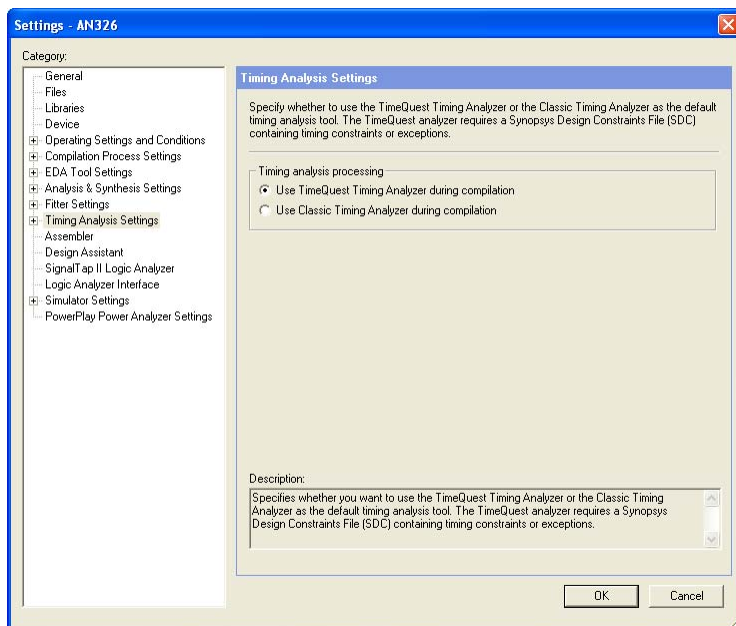 Settings - AN326
Category:
General
Files
Libraries
Device
Operating Settings and Conditions
Compilation Process Settings
EDA Tool Settings
Analysis & Synthesis Settings
Fitter Settings
Timing Analysis Settings
Assembler
Design Assistant
SignalTap II Logic Analyzer
Logic Analyzer Interface
Simulator Settings
PowerPlay Power Analyzer Settings
Timing Analysis Settings
Specify whether to use the TimeQuest Timing Analyzer or the Classic Timing Analyzer as the default
timing analysis tool. The TimeQuest analyzer requires a Synopsys Design Constraints File (SDC)
containing timing constraints or exceptions.
Timing analysis processing
Use TimeQuest Timing Analyzer during compilation
Use Classic Timing Analyzer during compilation
Description:
Specifies whether you want to use the TimeQuest Timing Analyzer or the Classic Timing
Analyzer as the default timing analysis tool. The TimeQuest analyzer requires a Synopsys
Design Constraints File (SDC) containing timing constraints or exceptions.
OK
Cancel